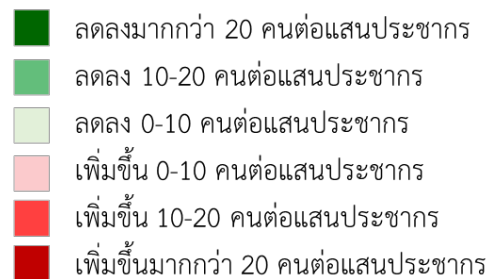 ลดลงมากกว่า 20 คนต่อแสนประชากร
ลดลง 10-20 คนต่อแสนประชากร
ลดลง 0-10 คนต่อแสนประชากร
เพิ่มขึ้น 0-10 คนต่อแสนประชากร
เพิ่มขึ้น 10-20 คนต่อแสนประชากร
เพิ่มขึ้นมากกว่า 20 คนต่อแสนประชากร